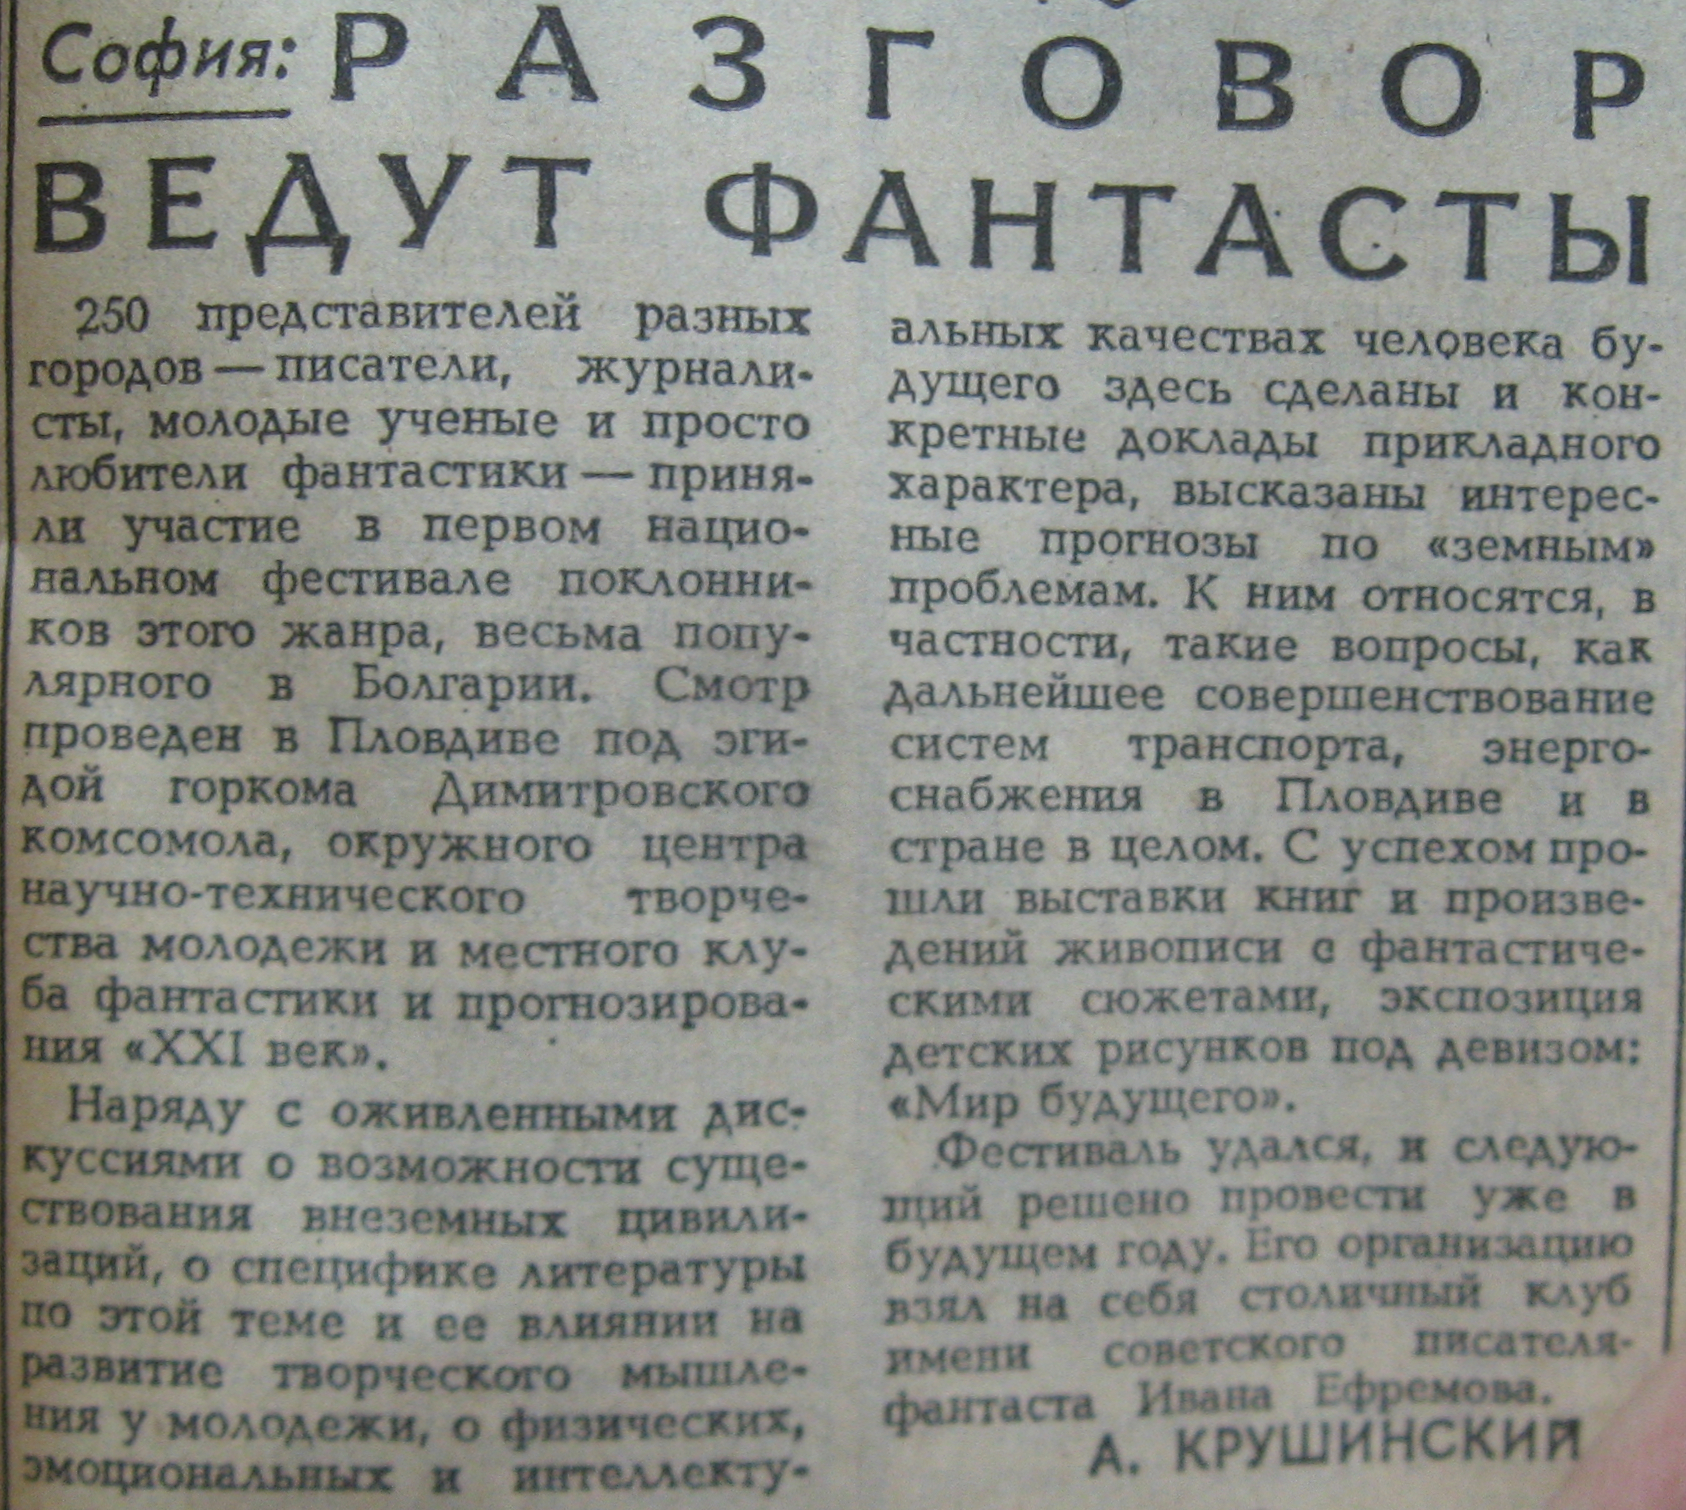 София: РАЗГОВОР
ВЕДУТ ФАНТАСТЫ
250 представителей разных
городов — писатели, журнали-
сты, молодые ученые и просто
любители фантастики — приня-
ли участие в первом нацио-
нальном фестивале поклонни-
ков этого жанра, весьма попу-
лярного в Болгарии. Смотр
проведен в Пловдиве под эги-
дой горкома Димитровского
комсомола, окружного центра
научно-технического творче-
ства молодежи и местного клу-
ба фантастики и прогнозирова-
ния «XXI век».
Наряду с оживленными дис-
куссиями о возможности суще-
ствования внеземных цивили-
заций, о специфике литературы
по этой теме и ее влиянии на
развитие творческого мышле-
ния у молодежи, о физических,
эмоциональных и интеллекту-
альных качествах человека бу-
дущего здесь сделаны и кон-
кретные доклады прикладного
характера, высказаны интерес-
ные прогнозы по «земным»
проблемам. К ним относятся, в
частности, такие вопросы, как
дальнейшее совершенствование
систем транспорта, энерго-
снабжения в Пловдиве и в
стране в целом. С успехом про-
шли выставки книг и произве-
дений живописи с фантастиче-
скими сюжетами, экспозиция
детских рисунков под девизом:
«Мир будущего».
Фестиваль удался, и следую-
щий решено провести уже в
будущем году. Его организацию
взял на себя столичный клуб
имени советского писателя-
фантаста Ивана Ефремова.
А. КРУШИНСКИЙ